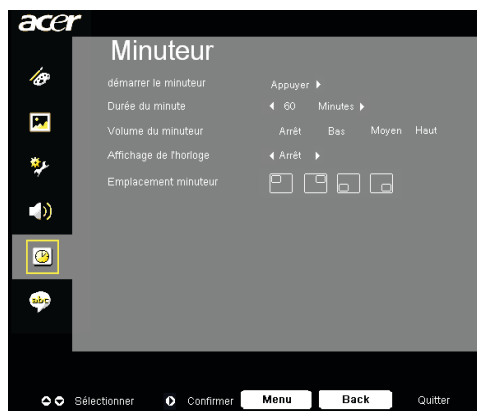 acer
Minuteur
démarrer le minuteur Appuyer
Durée du minute 60 Minutes
Volume du minuteur Arrêt Bas Moyen Haut
Affichage de l'horloge Arrêt
Emplacement minuteur
abc
Sélectionner Confirmer Menu Back Quitter